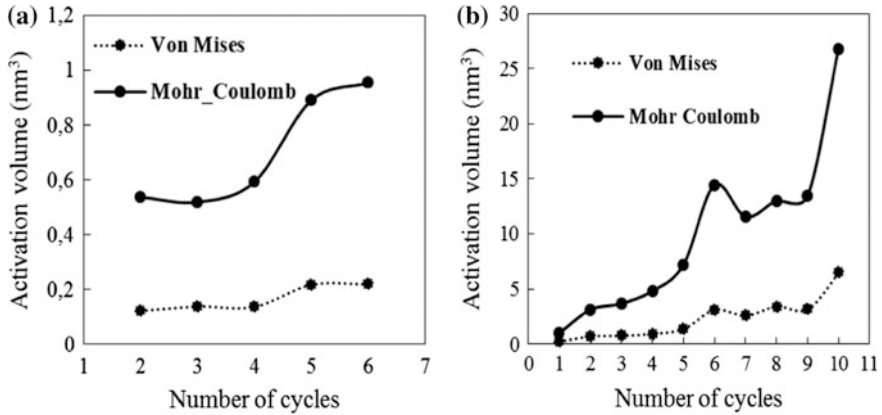 (a)
Activation volume (nm³)
1,2
1
0,8
0,6
0,4
0,2
0
Von Mises
Mohr_Coulomb
1 2 3 4 5 6 7
Number of cycles
(b)
Activation volume (nm³)
30
25
20
15
10
5
0
Von Mises
Mohr Coulomb
0 1 2 3 4 5 6 7 8 9 10 11
Number of cycles